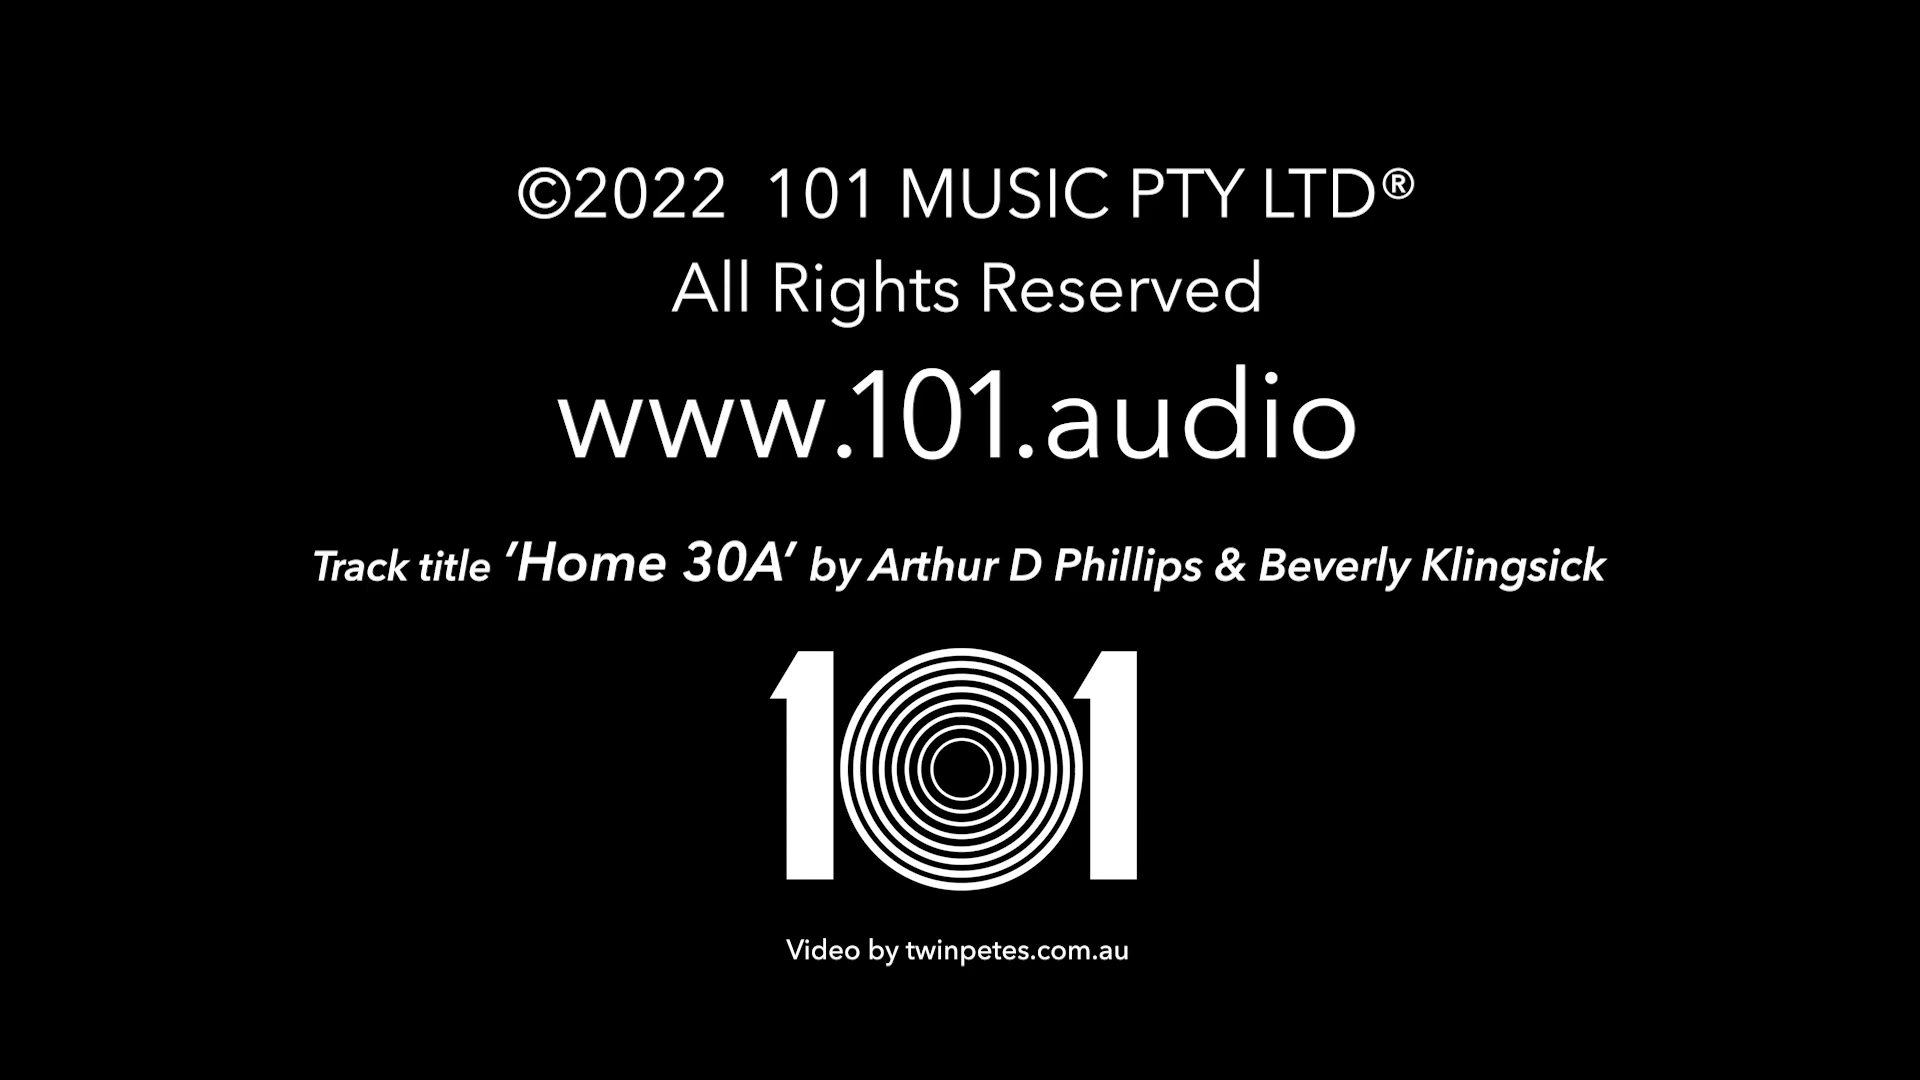 ©2022 101 MUSIC PTY LTD®
All Rights Reserved
www.101.audio
Track title ’Home 30A’ by Arthur D Phillips & Beverly Klingsick
101
Video by twinpetes.com.au